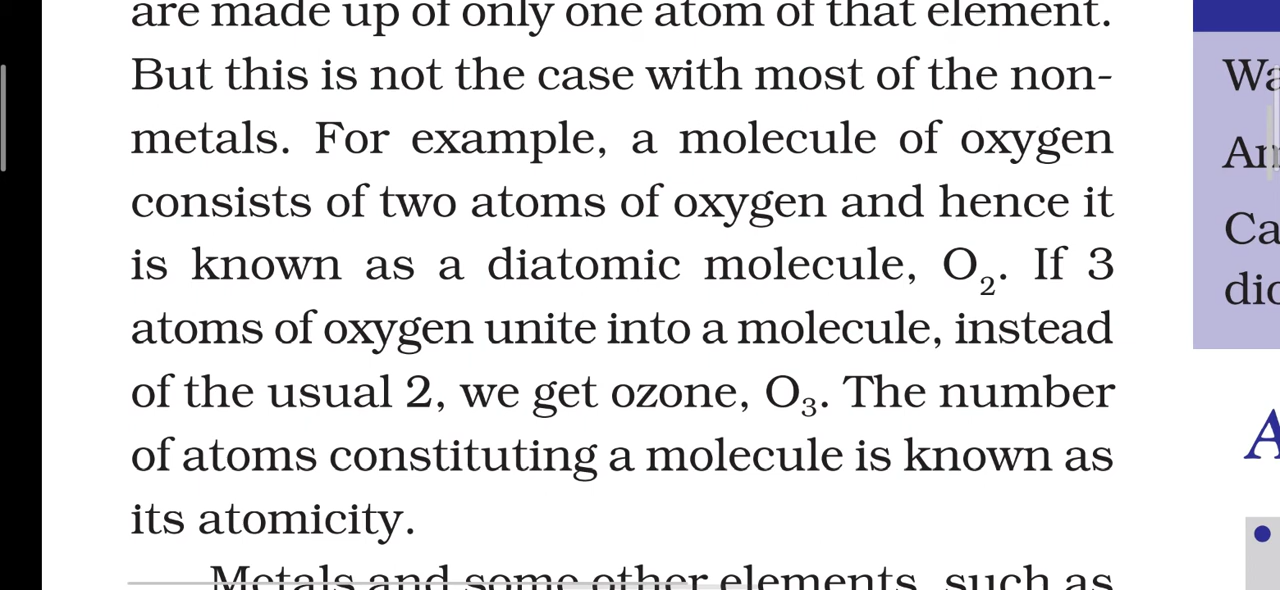 are made up of only one atom of that element.
But this is not the case with most of the non-
metals. For example, a molecule of oxygen
consists of two atoms of oxygen and hence it
is known as a diatomic molecule, O₂. If 3
atoms of oxygen unite into a molecule, instead
of the usual 2, we get ozone, O₃. The number
of atoms constituting a molecule is known as
its atomicity.
Metals and some other elements, such as
Ca